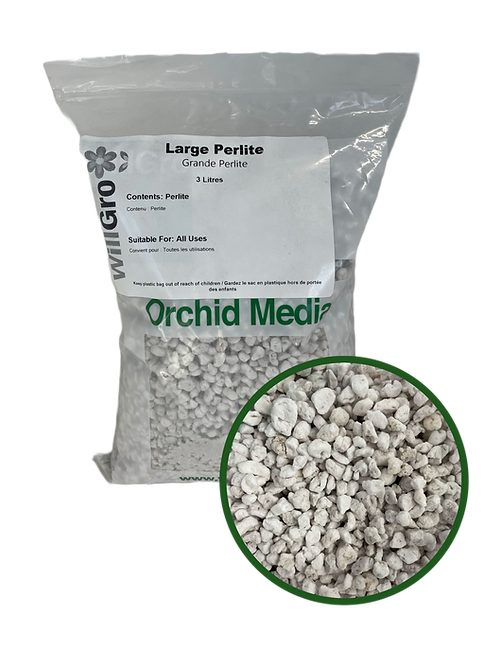 Large Perlite
Grande Perlite
3 Litres
WillGro
Contents: Perlite
Contenu : Perlite
Suitable For: All Uses
Convient pour : Toutes les utilisations
Keep plastic bag out of reach of children / Gardez le sac en plastique hors de portée
des enfants
Orchid Media